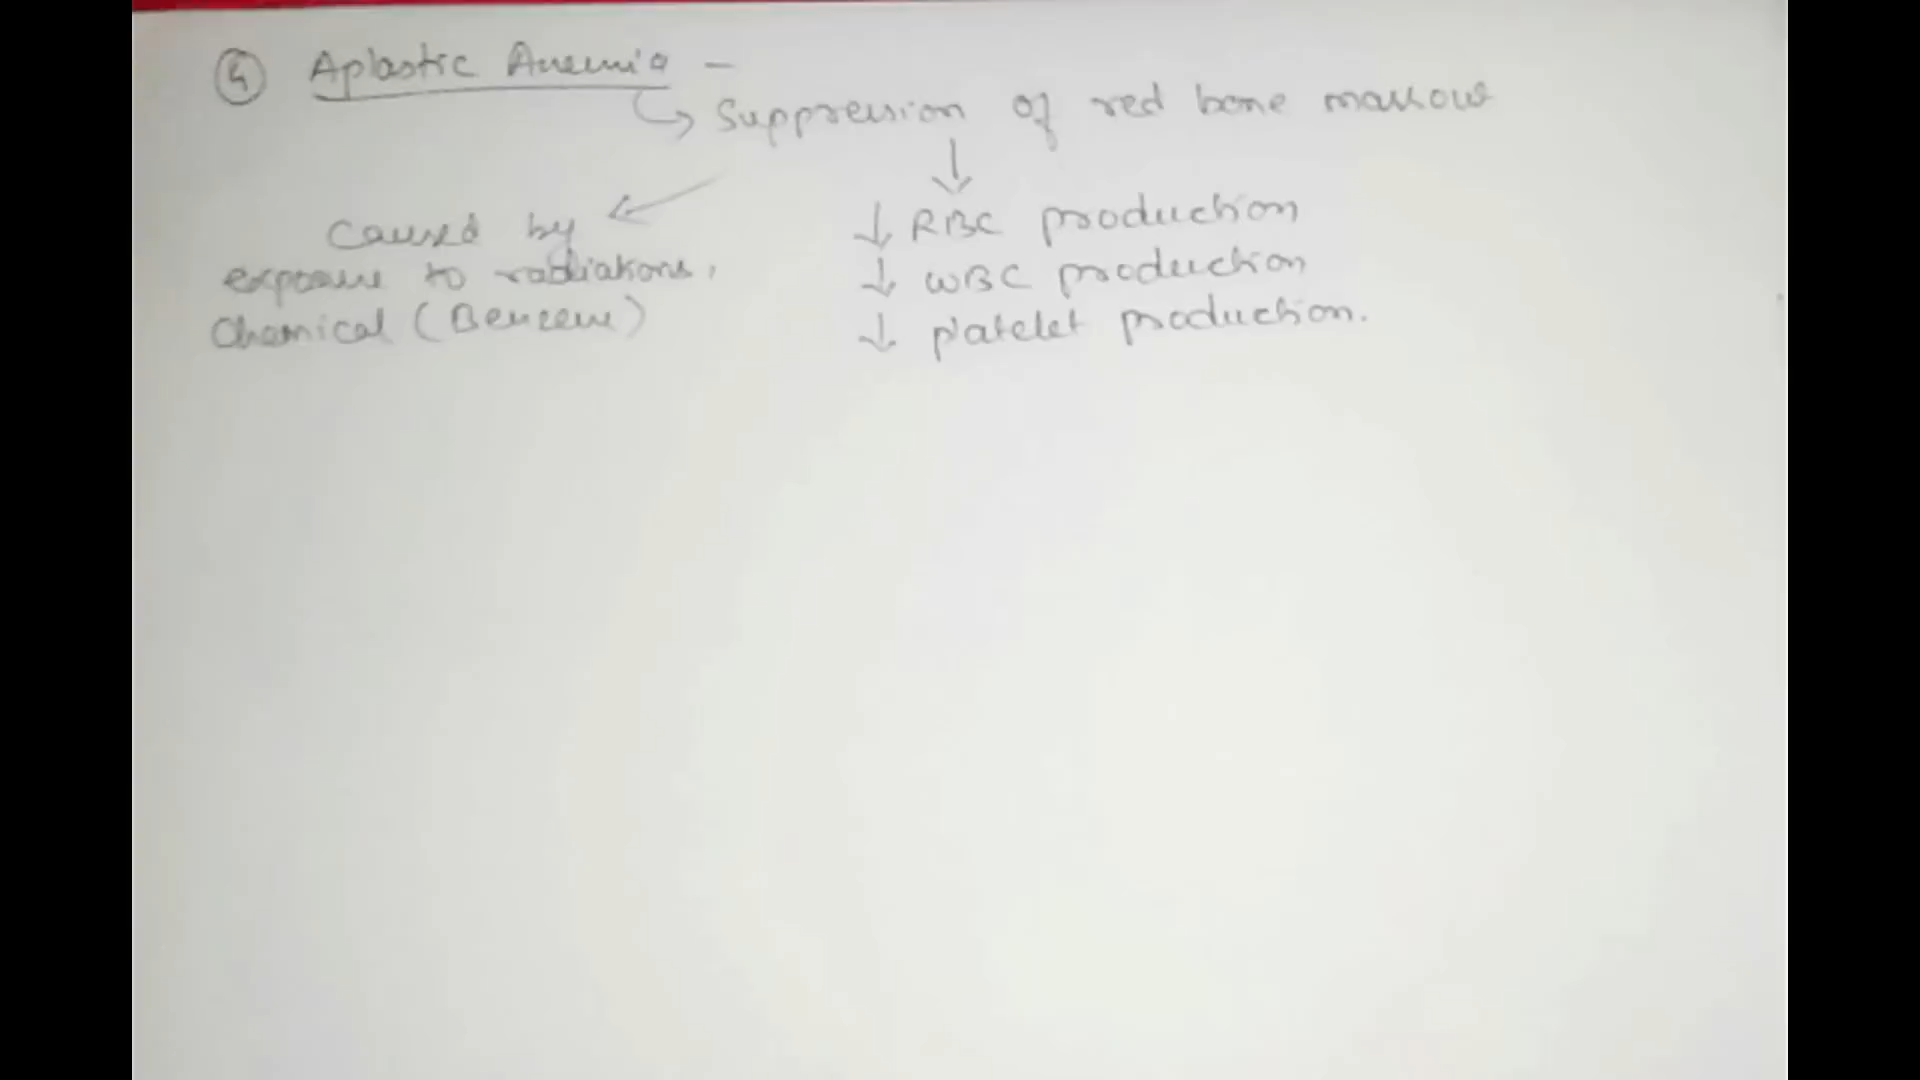 ④ Aplastic Anemia -
↳ Suppression of red bone marrow
↓
↙
Caused by
exposure to radiations,
Chemical (Benzene)
↓ RBC production
↓ WBC production
↓ platelet production.